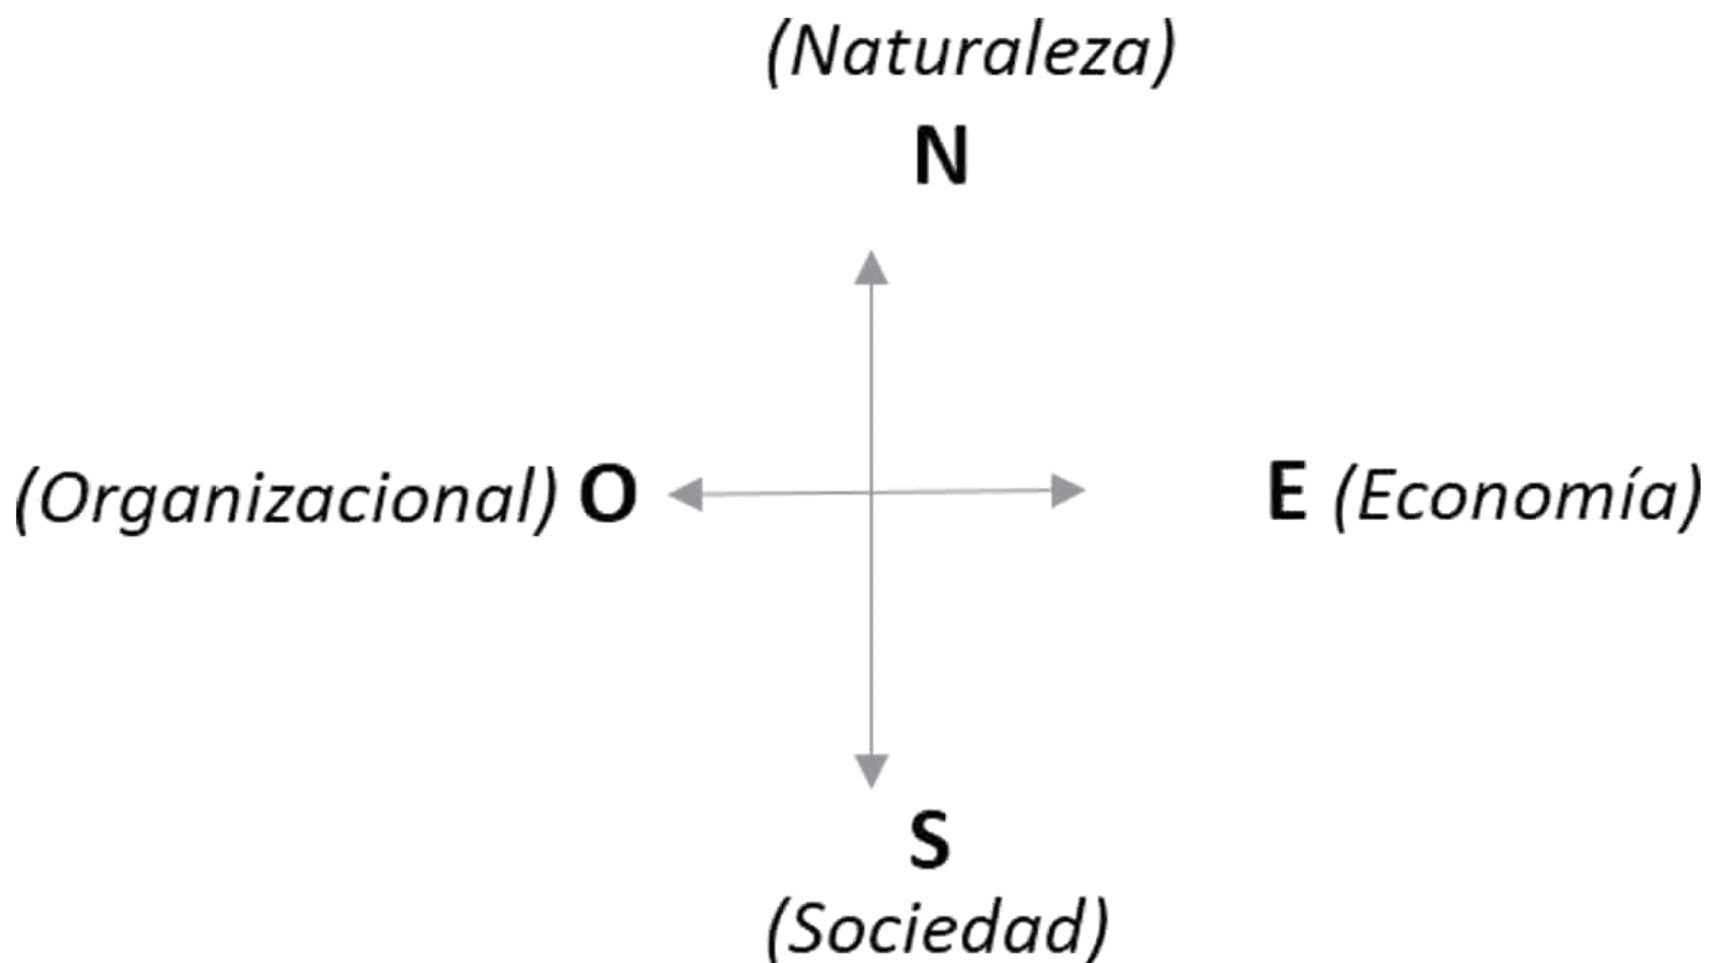 (Naturaleza)
N
(Organizacional) O
E (Economía)
S
(Sociedad)